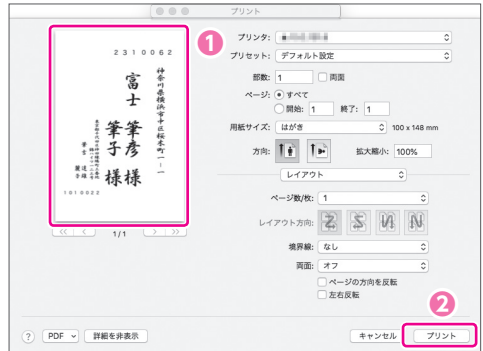 プリント
1
2310062
神奈川県横浜市中区桜木町一-一
富士 筆彦 様
筆子 様
1010022
1/1
プリンタ:
プリセット: デフォルト設定
部数: 1 両面
ページ: すべて
開始: 1 終了: 1
用紙サイズ: はがき 100 x 148 mm
方向: 拡大縮小: 100%
レイアウト
ページ数/枚: 1
レイアウト方向:
境界線: なし
両面: オフ
ページの方向を反転
左右反転
2
? PDF 詳細を非表示 キャンセル プリント